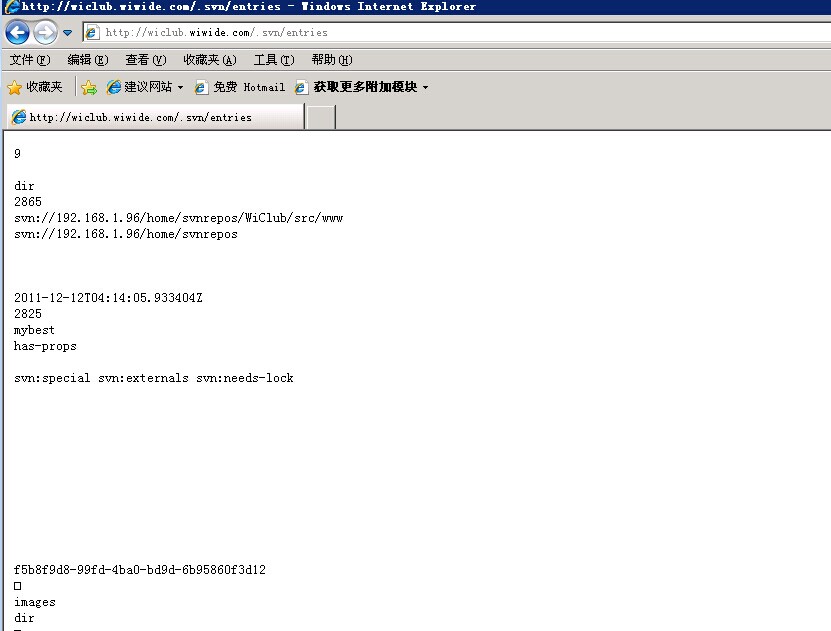 http://wiclub.wiwide.com/.svn/entries - Windows Internet Explorer
http://wiclub.wiwide.com/.svn/entries
文件(F) 编辑(E) 查看(V) 收藏夹(A) 工具(T) 帮助(H)
收藏夹 建议网站 免费 Hotmail 获取更多附加模块
http://wiclub.wiwide.com/.svn/entries
9
dir
2865
svn://192.168.1.96/home/svnrepos/WiClub/src/www
svn://192.168.1.96/home/svnrepos
2011-12-12T04:14:05.933404Z
2825
mybest
has-props
svn:special svn:externals svn:needs-lock
f5b8f9d8-99fd-4ba0-bd9d-6b95860f3d12
images
dir